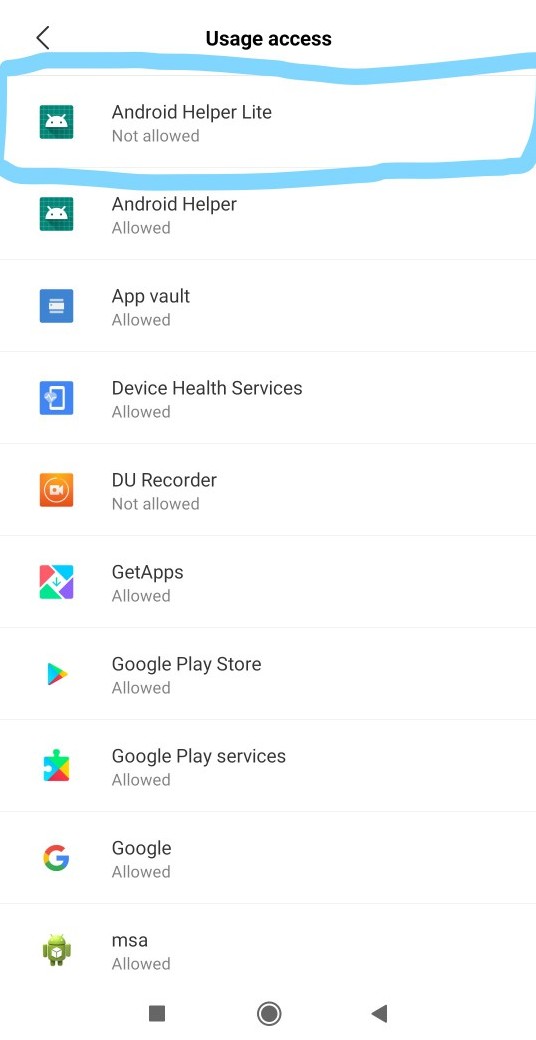 Usage access
Android Helper Lite
Not allowed
Android Helper
Allowed
App vault
Allowed
Device Health Services
Allowed
DU Recorder
Not allowed
GetApps
Allowed
Google Play Store
Allowed
Google Play services
Allowed
Google
Allowed
msa
Allowed